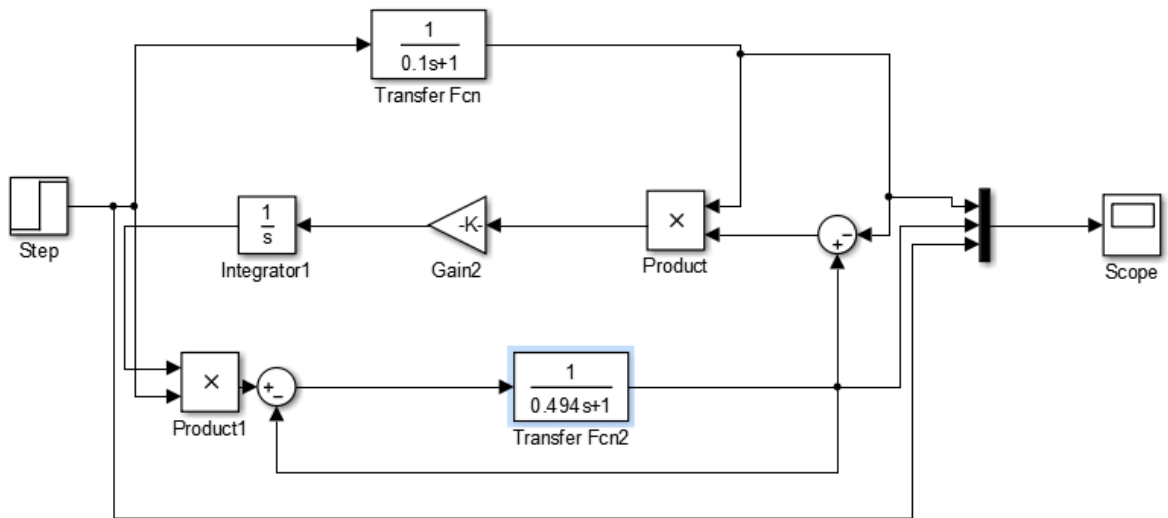 1
0.1s+1
Transfer Fcn
Step
1
s
Integrator1
-K-
Gain2
×
Product
−
+
Scope
×
Product1
+
−
1
0.494s+1
Transfer Fcn2